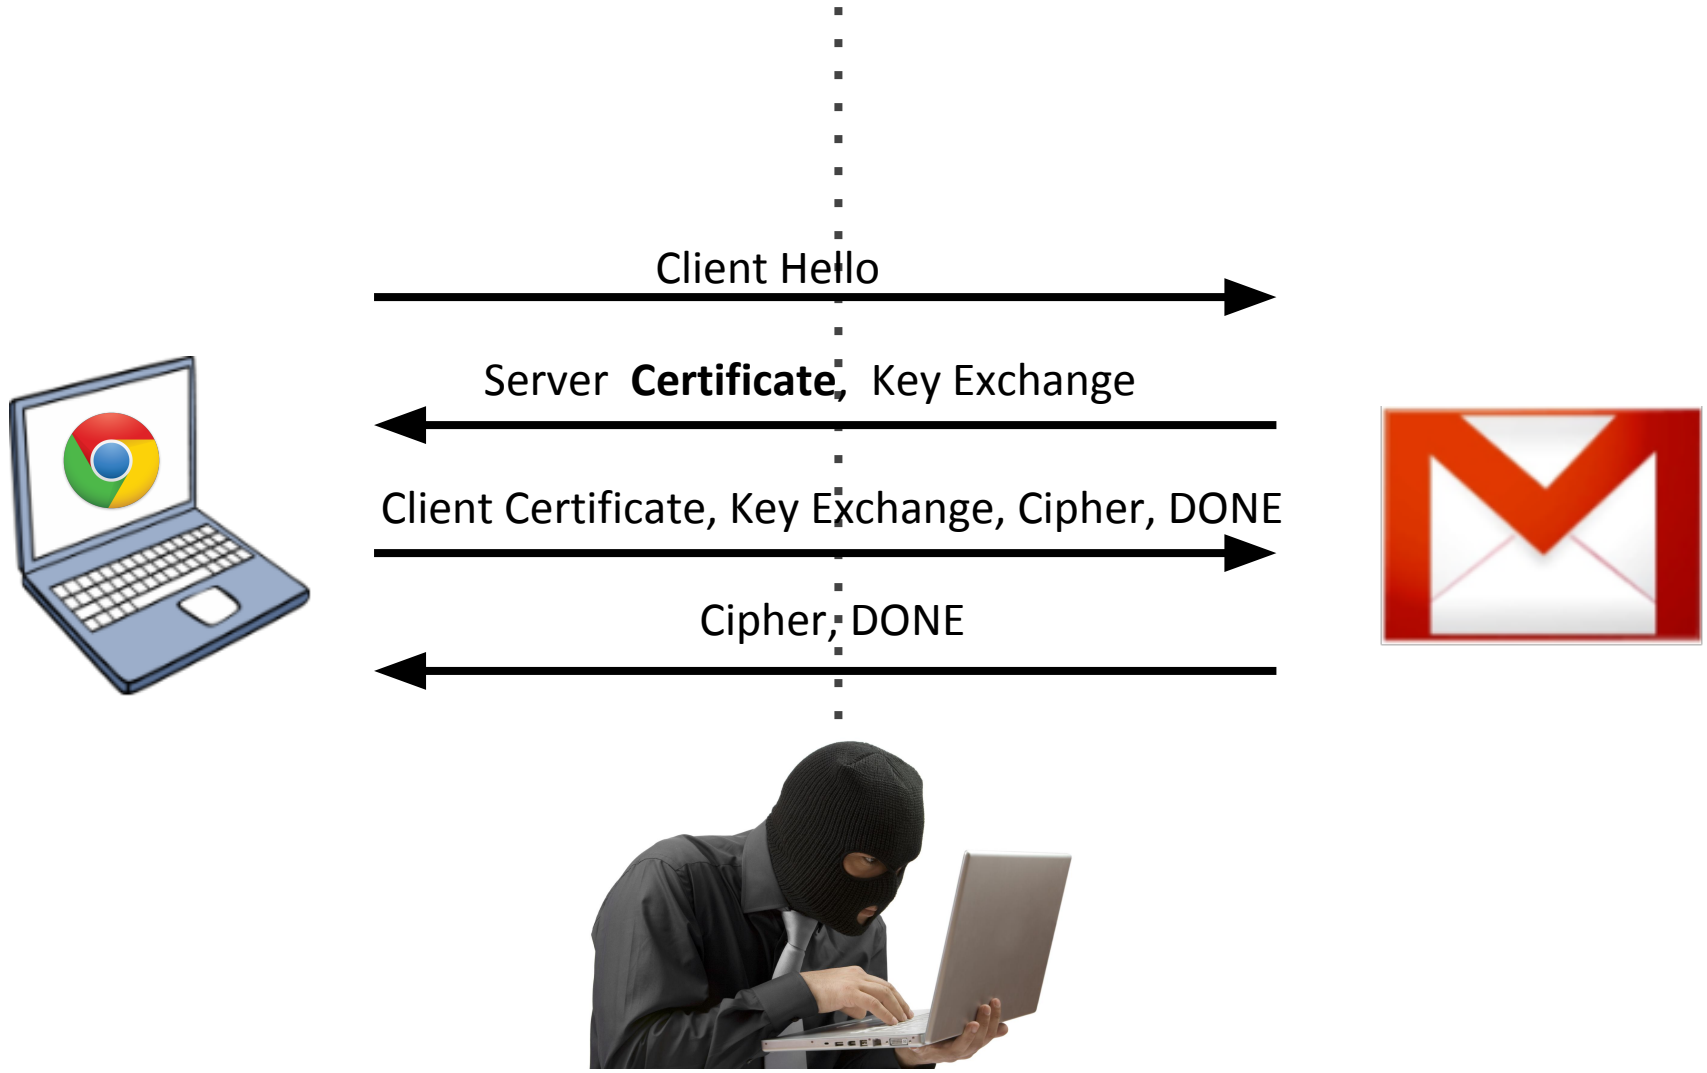 Client Hello
Server Certificate, Key Exchange
Client Certificate, Key Exchange, Cipher, DONE
Cipher, DONE